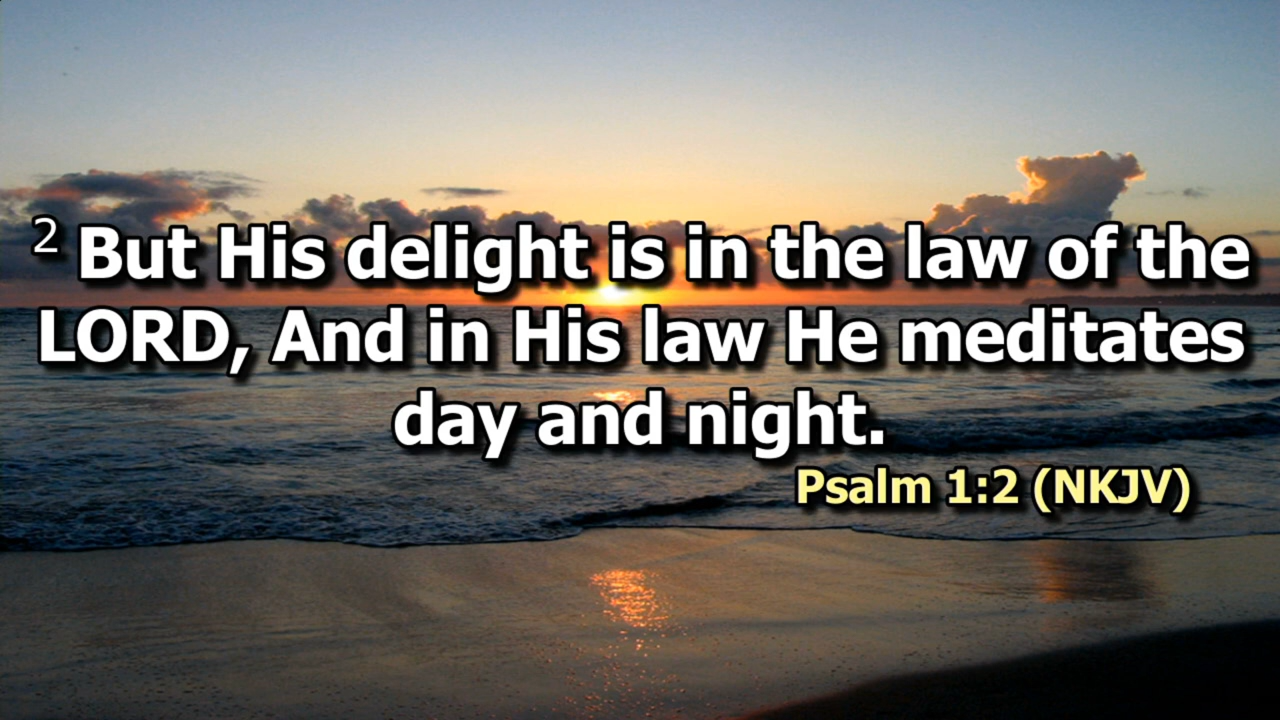 2 But His delight is in the law of the
LORD, And in His law He meditates
day and night.
Psalm 1:2 (NKJV)